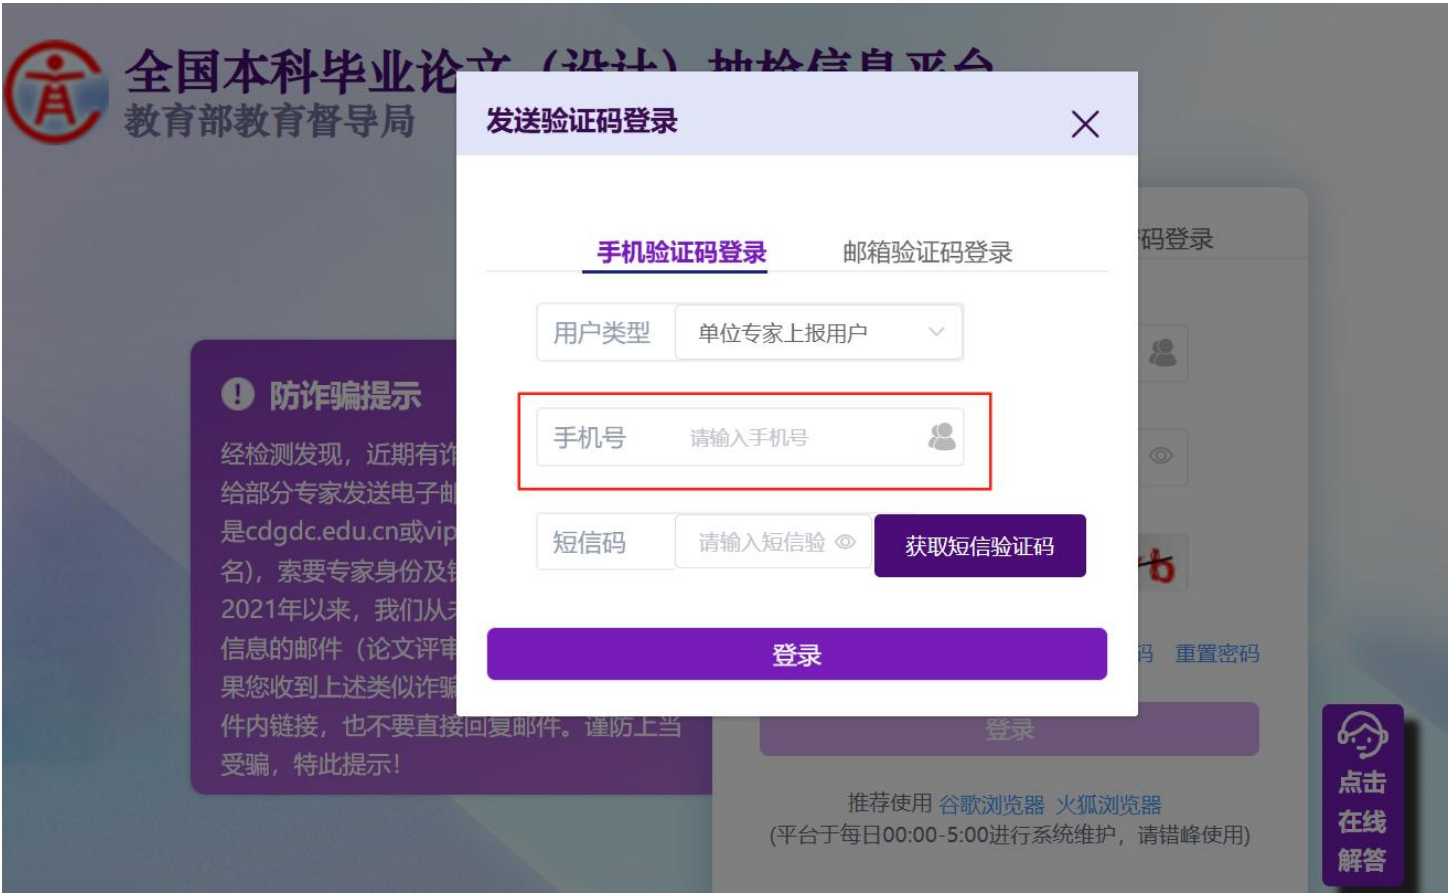 全国本科毕业论文（设计）抽检信息平台
教育部教育督导局
发送验证码登录
手机验证码登录
邮箱验证码登录
码登录
用户类型
单位专家上报用户
手机号
请输入手机号
短信码
请输入短信验
获取短信验证码
登录
防诈骗提示
经检测发现，近期有诈
给部分专家发送电子邮
是cdgdc.edu.cn或vip
名），索要专家身份及银
2021年以来，我们从未
信息的邮件（论文评审
果您收到上述类似诈骗
件内链接，也不要直接回复邮件。谨防上当
受骗，特此提示！
码 重置密码
登录
推荐使用 谷歌浏览器 火狐浏览器
(平台于每日00:00-5:00进行系统维护，请错峰使用)
点击
在线
解答